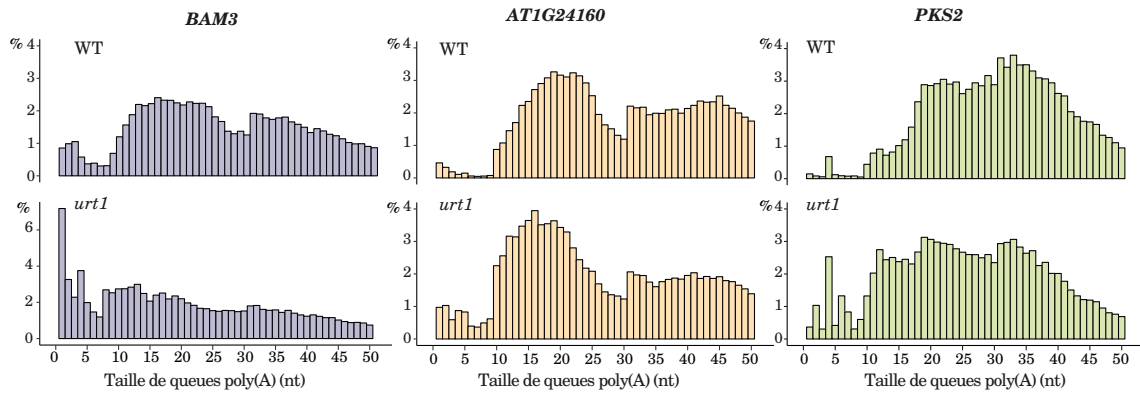 BAM3 AT1G24160 PKS2
% 4 WT % 4 WT % 4 WT
3 3 3
2 2 2
1 1 1
0 0 0
% urt1 % 4 urt1 % 4 urt1
6 3 3
4 2 2
2 1 1
0 0 0
0 5 10 15 20 25 30 35 40 45 50 0 5 10 15 20 25 30 35 40 45 50 0 5 10 15 20 25 30 35 40 45 50
Taille de queues poly(A) (nt) Taille de queues poly(A) (nt) Taille de queues poly(A) (nt)